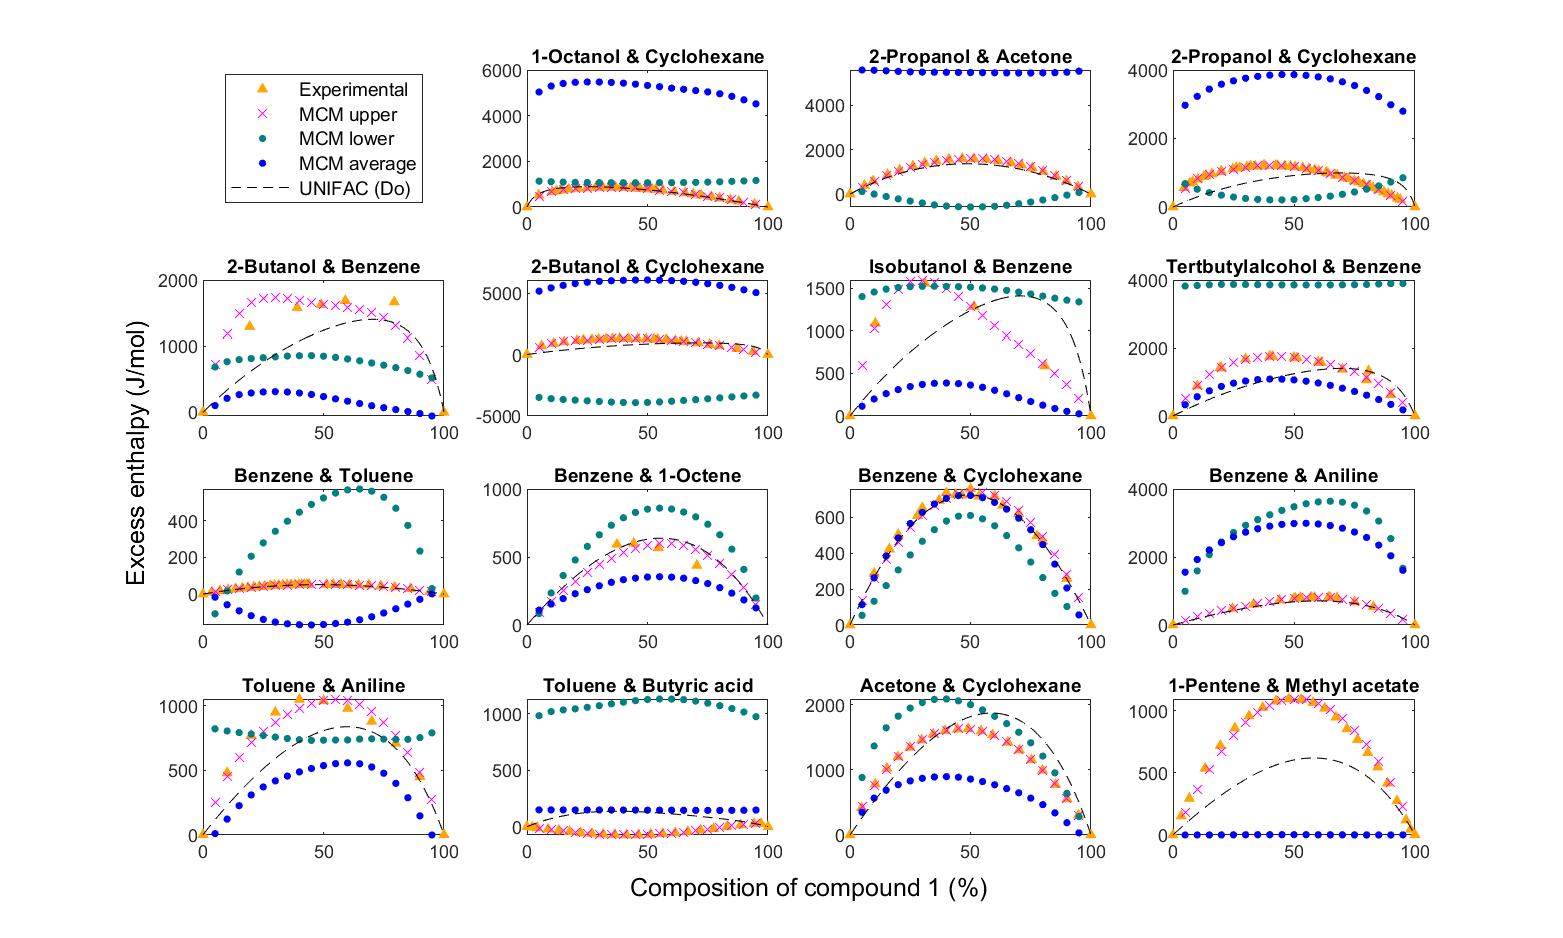 Experimental
MCM upper
MCM lower
MCM average
UNIFAC (Do)
1-Octanol & Cyclohexane
6000
4000
2000
0
0 50 100
2-Propanol & Acetone
4000
2000
0
0 50 100
2-Propanol & Cyclohexane
4000
3000
2000
1000
0
0 50 100
2-Butanol & Benzene
2000
1000
0
0 50 100
2-Butanol & Cyclohexane
5000
0
-5000
0 50 100
Isobutanol & Benzene
1500
1000
500
0
0 50 100
Tertbutylalcohol & Benzene
4000
2000
0
0 50 100
Benzene & Toluene
400
200
0
0 50 100
Benzene & 1-Octene
1000
500
0
0 50 100
Benzene & Cyclohexane
600
400
200
0
0 50 100
Benzene & Aniline
4000
2000
0
0 50 100
Toluene & Aniline
1000
500
0
0 50 100
Toluene & Butyric acid
1000
500
0
0 50 100
Acetone & Cyclohexane
2000
1000
0
0 50 100
1-Pentene & Methyl acetate
1000
500
0
0 50 100
Excess enthalpy (J/mol)
Composition of compound 1 (%)